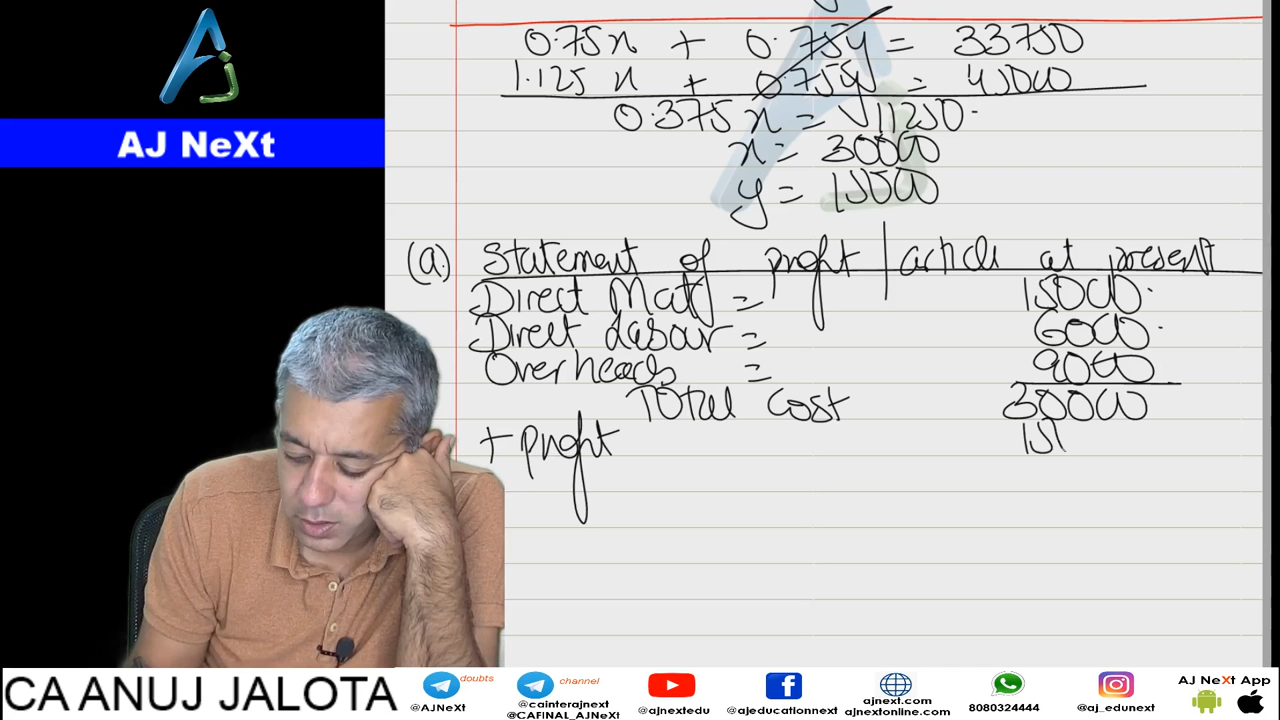 AJ NeXt
0.75x + 0.75y = 33750
1.125x + 0.75y = 45000
0.375x = 11250
x = 30000
y = 15000
(a.) Statement of profit | article at present
Direct Mat = 15000
Direct Labour = 6000
Overheads = 9000
Total cost 30000
+ profit 15
CA ANUJ JALOTA
doubts
@AJNeXt
channel
@cainterajnext
@CAFINAL_AJNeXt
@ajnextedu
@ajeducationnext
ajnext.com
ajnextonline.com
8080324444
@aj_edunext
AJ NeXt App